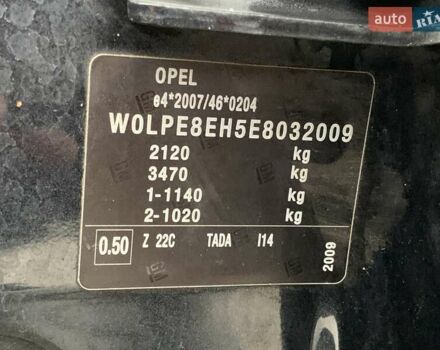 auto RIA
OPEL
e4*2007/46*0204
W0LPE8EH5E8032009
2120 kg
3470 kg
1-1140 kg
2-1020 kg
0.50 Z 22C TADA I14
2009